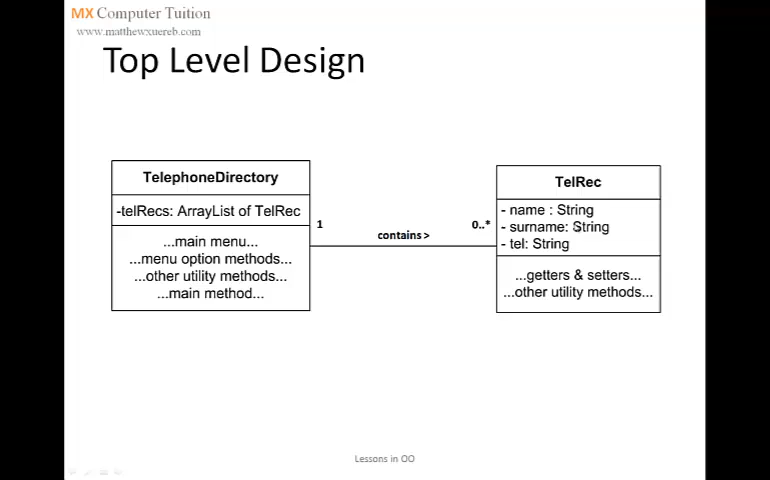 MX Computer Tuition
www.matthewxuereb.com
Top Level Design
TelephoneDirectory
-telRecs: ArrayList of TelRec
...main menu...
...menu option methods...
...other utility methods...
...main method...
1
contains >
0..*
TelRec
- name : String
- surname: String
- tel: String
...getters & setters...
...other utility methods...
Lessons in OO